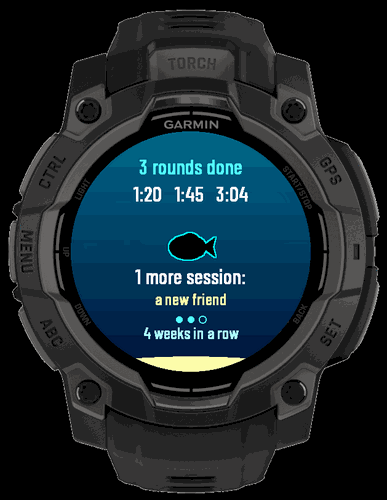 TORCH
GARMIN
CTRL
LIGHT
GPS
START/STOP
3 rounds done
1:20 1:45 3:04
MENU
UP
1 more session:
a new friend
4 weeks in a row
ABC
DOWN
SET
BACK